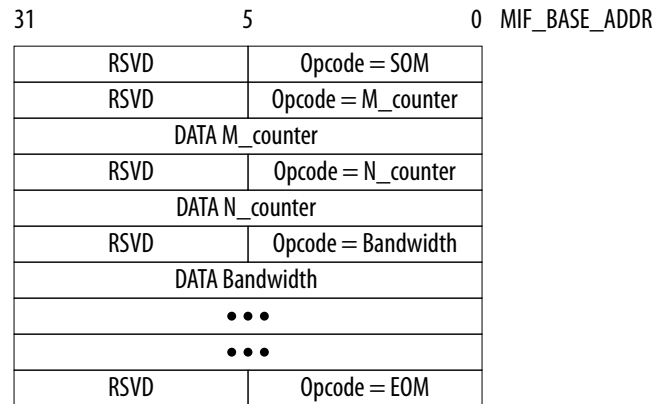 31 5 0 MIF_BASE_ADDR
RSVD Opcode = SOM
RSVD Opcode = M_counter
DATA M_counter
RSVD Opcode = N_counter
DATA N_counter
RSVD Opcode = Bandwidth
DATA Bandwidth
•••
•••
RSVD Opcode = EOM